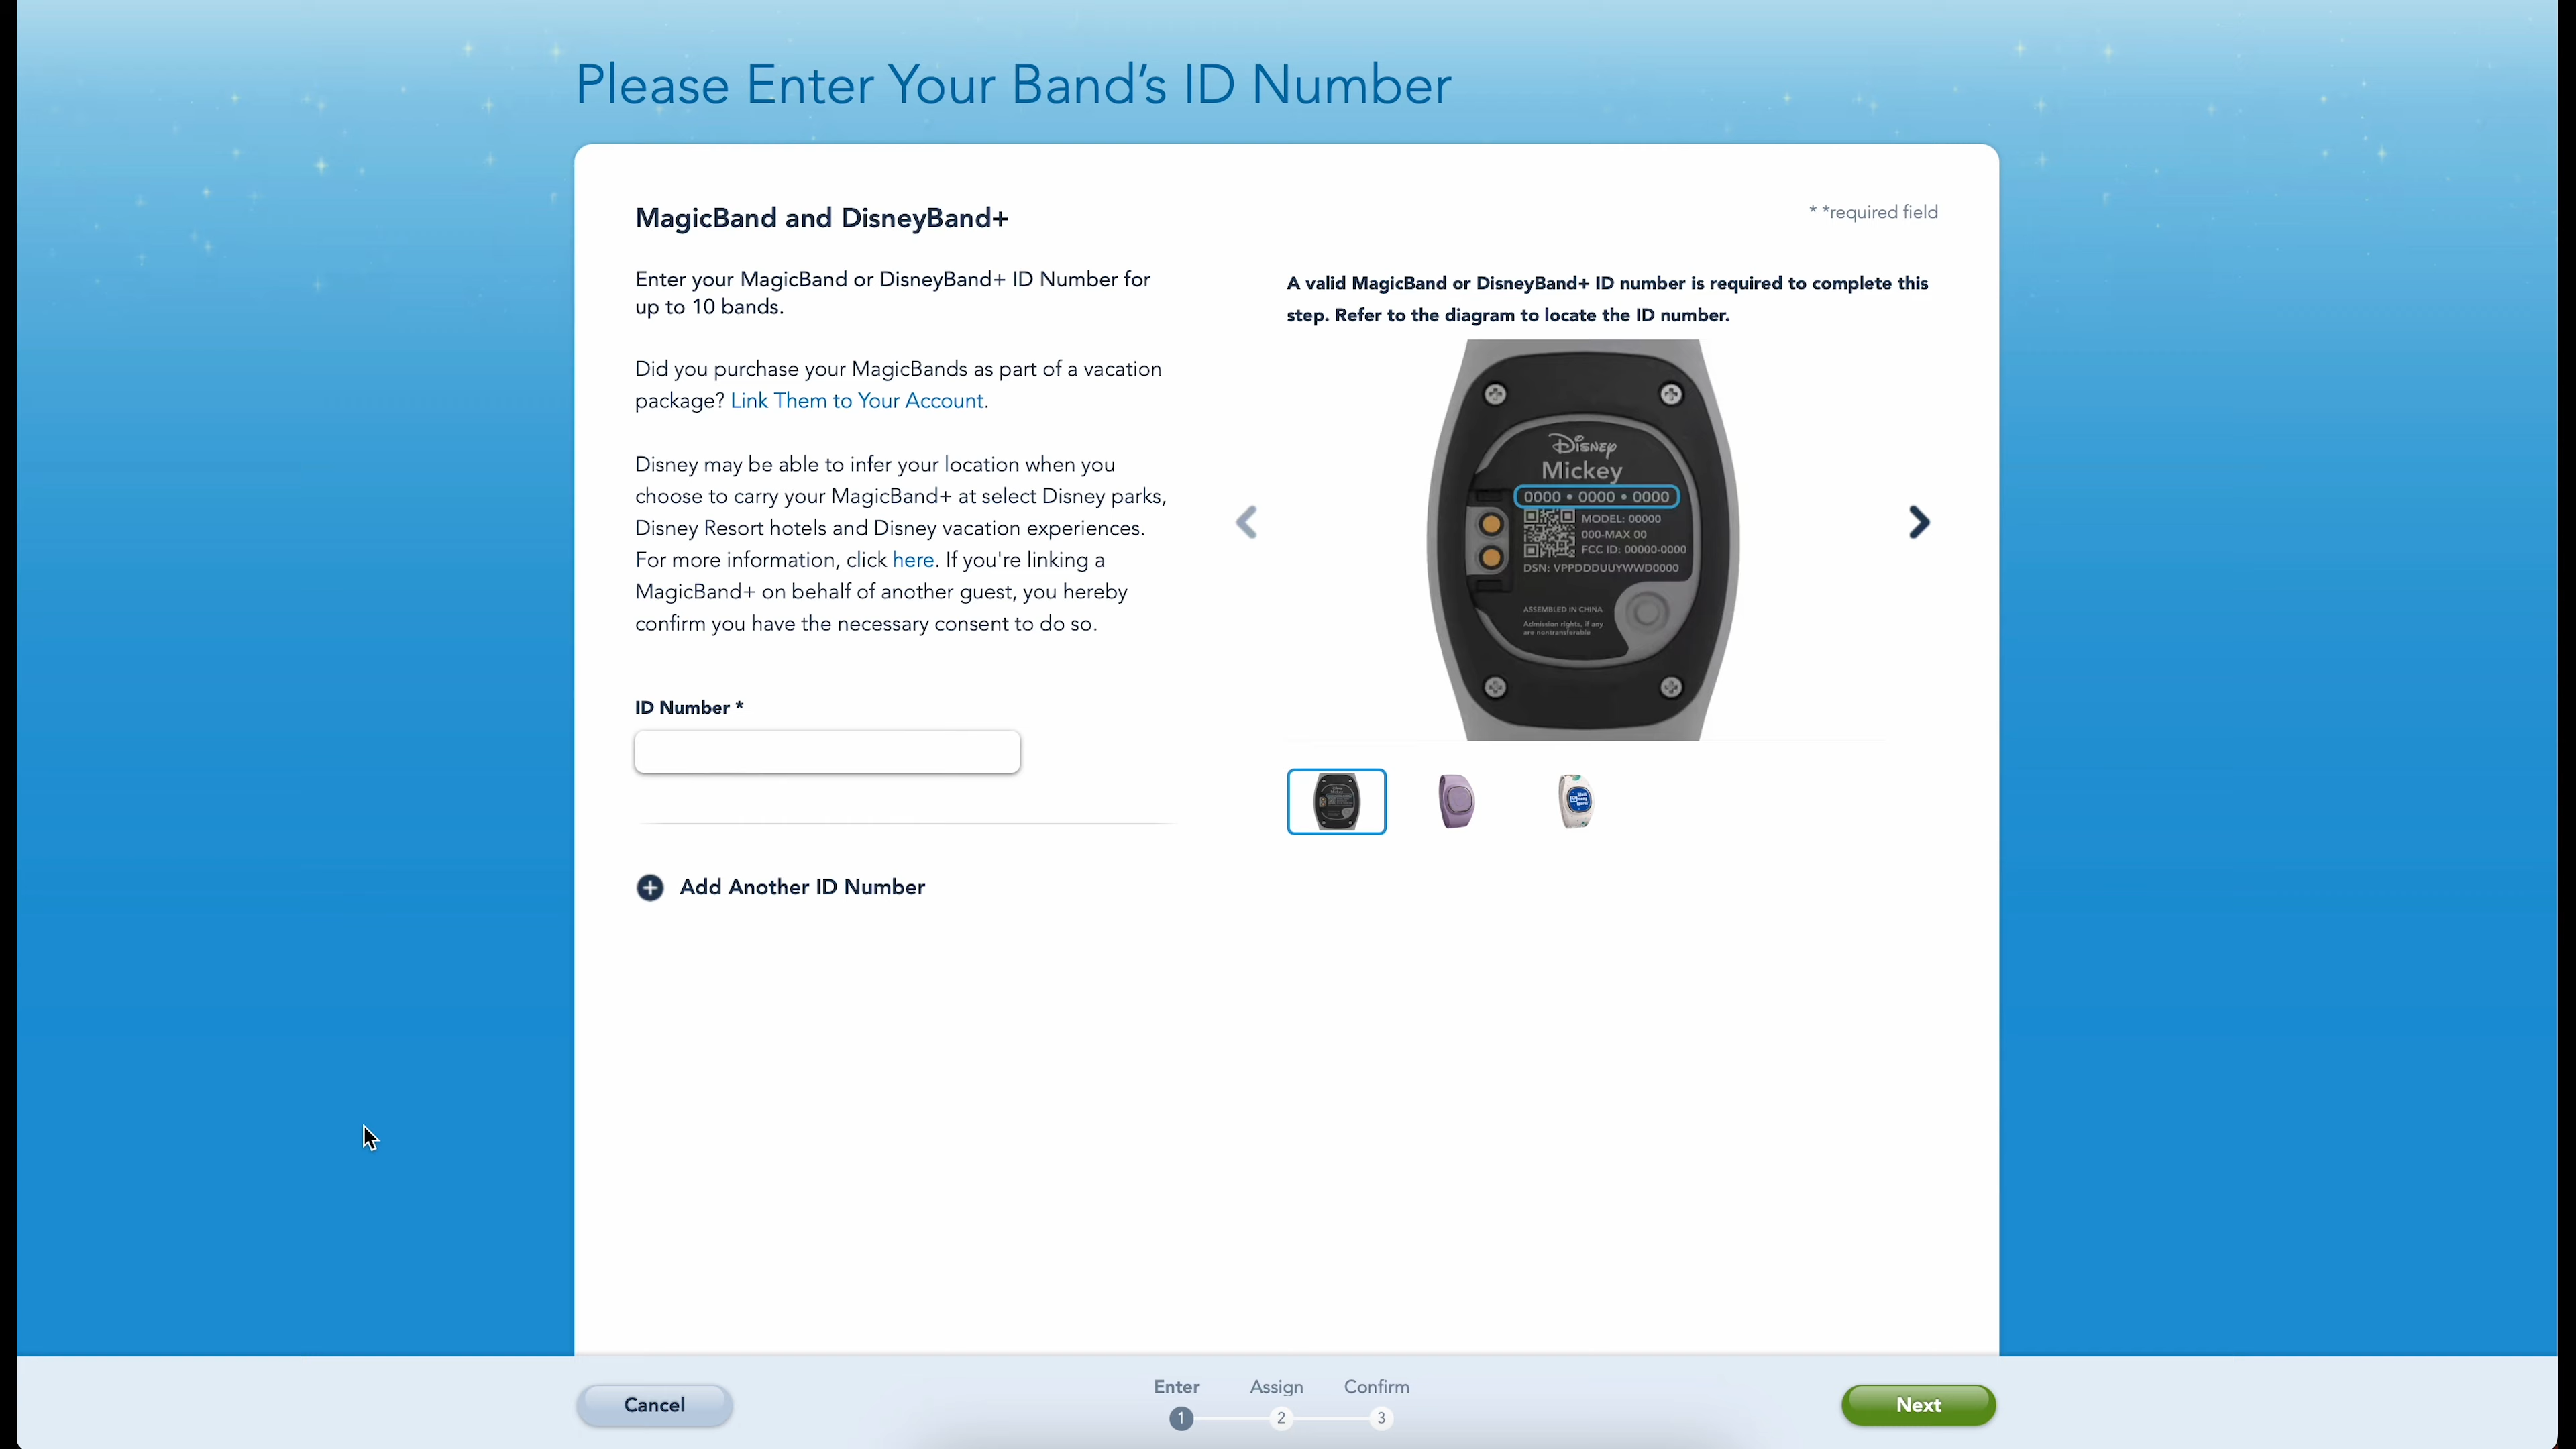 Please Enter Your Band's ID Number
MagicBand and DisneyBand+
* *required field
Enter your MagicBand or DisneyBand+ ID Number for
up to 10 bands.
Did you purchase your MagicBands as part of a vacation
package? Link Them to Your Account.
Disney may be able to infer your location when you
choose to carry your MagicBand+ at select Disney parks,
Disney Resort hotels and Disney vacation experiences.
For more information, click here. If you're linking a
MagicBand+ on behalf of another guest, you hereby
confirm you have the necessary consent to do so.
ID Number *
Add Another ID Number
A valid MagicBand or DisneyBand+ ID number is required to complete this
step. Refer to the diagram to locate the ID number.
Disney
Mickey
0000 • 0000 • 0000
MODEL: 00000
000-MAX 00
FCC ID: 00000-0000
DSN: VPPDDDUUYWWD0000
ASSEMBLED IN CHINA
Admission rights, if any
are nontransferable
Cancel
Enter
Assign
Confirm
1
2
3
Next